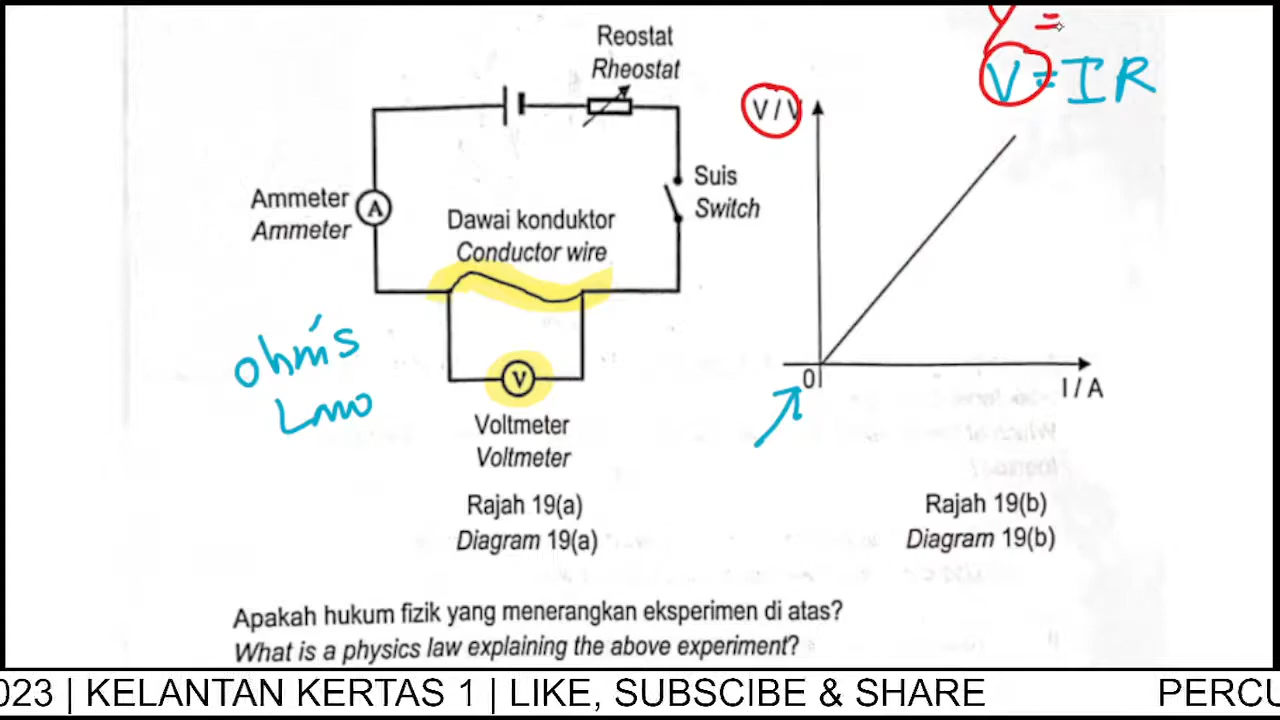 y =
V = IR
Reostat
Rheostat
V / V
Suis
Switch
Ammeter
Ammeter
A
Dawai konduktor
Conductor wire
ohm's
V
0
I / A
Voltmeter
Voltmeter
Rajah 19(a)
Diagram 19(a)
Rajah 19(b)
Diagram 19(b)
Apakah hukum fizik yang menerangkan eksperimen di atas?
What is a physics law explaining the above experiment?
023 | KELANTAN KERTAS 1 | LIKE, SUBSCIBE & SHARE PERCU